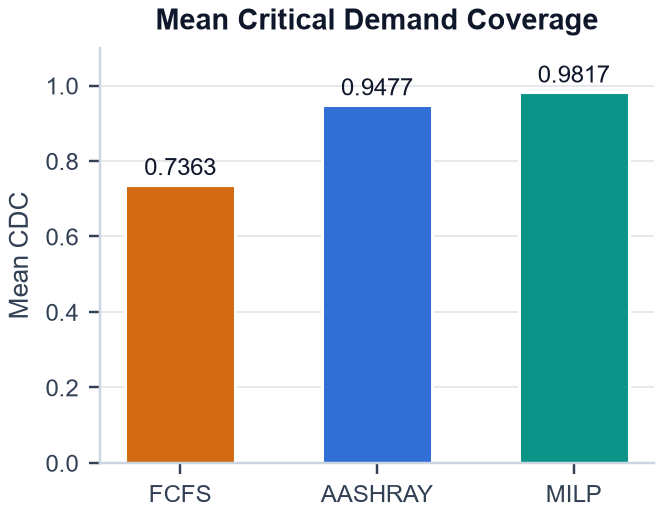 Mean Critical Demand Coverage
Mean CDC
1.0
0.8
0.6
0.4
0.2
0.0
0.7363
0.9477
0.9817
FCFS
AASHRAY
MILP